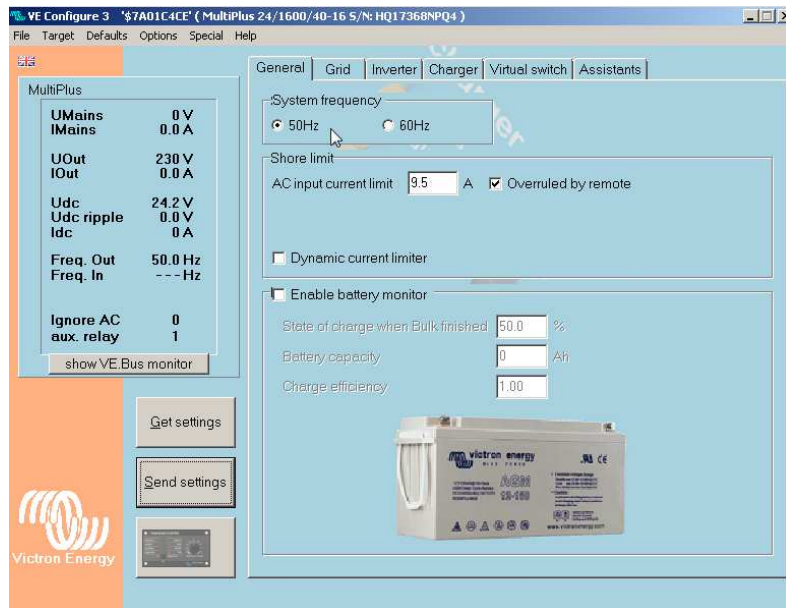 VE Configure 3 '$7A01C4CE' ( MultiPlus 24/1600/40-16 S/N: HQ17368NPQ4 )
File Target Defaults Options Special Help
General Grid Inverter Charger Virtual switch Assistants
MultiPlus
UMains 0 V
IMains 0.0 A
UOut 230 V
IOut 0.0 A
Udc 24.2 V
Udc ripple 0.0 V
Idc 0 A
Freq. Out 50.0 Hz
Freq. In ---Hz
Ignore AC 0
aux. relay 1
show VE.Bus monitor
Get settings
Send settings
Victron Energy
System frequency
50Hz 60Hz
Shore limit
AC input current limit 9.5 A Overruled by remote
Dynamic current limiter
Enable battery monitor
State of charge when Bulk finished 50.0 %
Battery capacity 0 Ah
Charge efficiency 1.00
victron energy
BLUE POWER
AGM
www.victronenergy.com